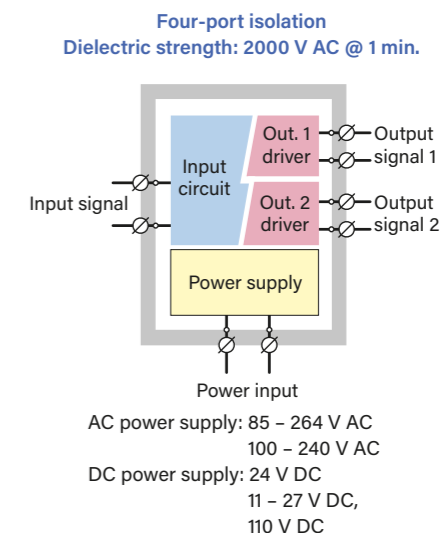 Four-port isolation
Dielectric strength: 2000 V AC @ 1 min.
Input signal
Input
circuit
Out. 1
driver
Out. 2
driver
Output
signal 1
Output
signal 2
Power supply
Power input
AC power supply: 85 – 264 V AC
100 – 240 V AC
DC power supply: 24 V DC
11 – 27 V DC,
110 V DC